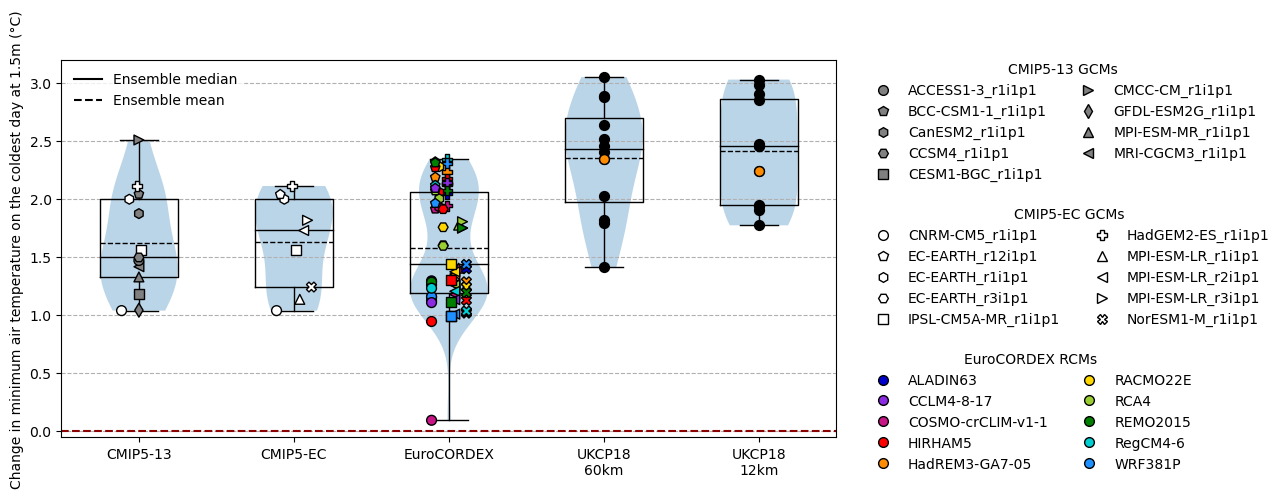 Change in minimum air temperature on the coldest day at 1.5m (°C)
3.0
2.5
2.0
1.5
1.0
0.5
0.0
Ensemble median
Ensemble mean
CMIP5-13
CMIP5-EC
EuroCORDEX
UKCP18
60km
UKCP18
12km
CMIP5-13 GCMs
ACCESS1-3_r1i1p1
BCC-CSM1-1_r1i1p1
CanESM2_r1i1p1
CCSM4_r1i1p1
CESM1-BGC_r1i1p1
CMCC-CM_r1i1p1
GFDL-ESM2G_r1i1p1
MPI-ESM-MR_r1i1p1
MRI-CGCM3_r1i1p1
CMIP5-EC GCMs
CNRM-CM5_r1i1p1
EC-EARTH_r12i1p1
EC-EARTH_r1i1p1
EC-EARTH_r3i1p1
IPSL-CM5A-MR_r1i1p1
HadGEM2-ES_r1i1p1
MPI-ESM-LR_r1i1p1
MPI-ESM-LR_r2i1p1
MPI-ESM-LR_r3i1p1
NorESM1-M_r1i1p1
EuroCORDEX RCMs
ALADIN63
CCLM4-8-17
COSMO-crCLIM-v1-1
HIRHAM5
HadREM3-GA7-05
RACMO22E
RCA4
REMO2015
RegCM4-6
WRF381P